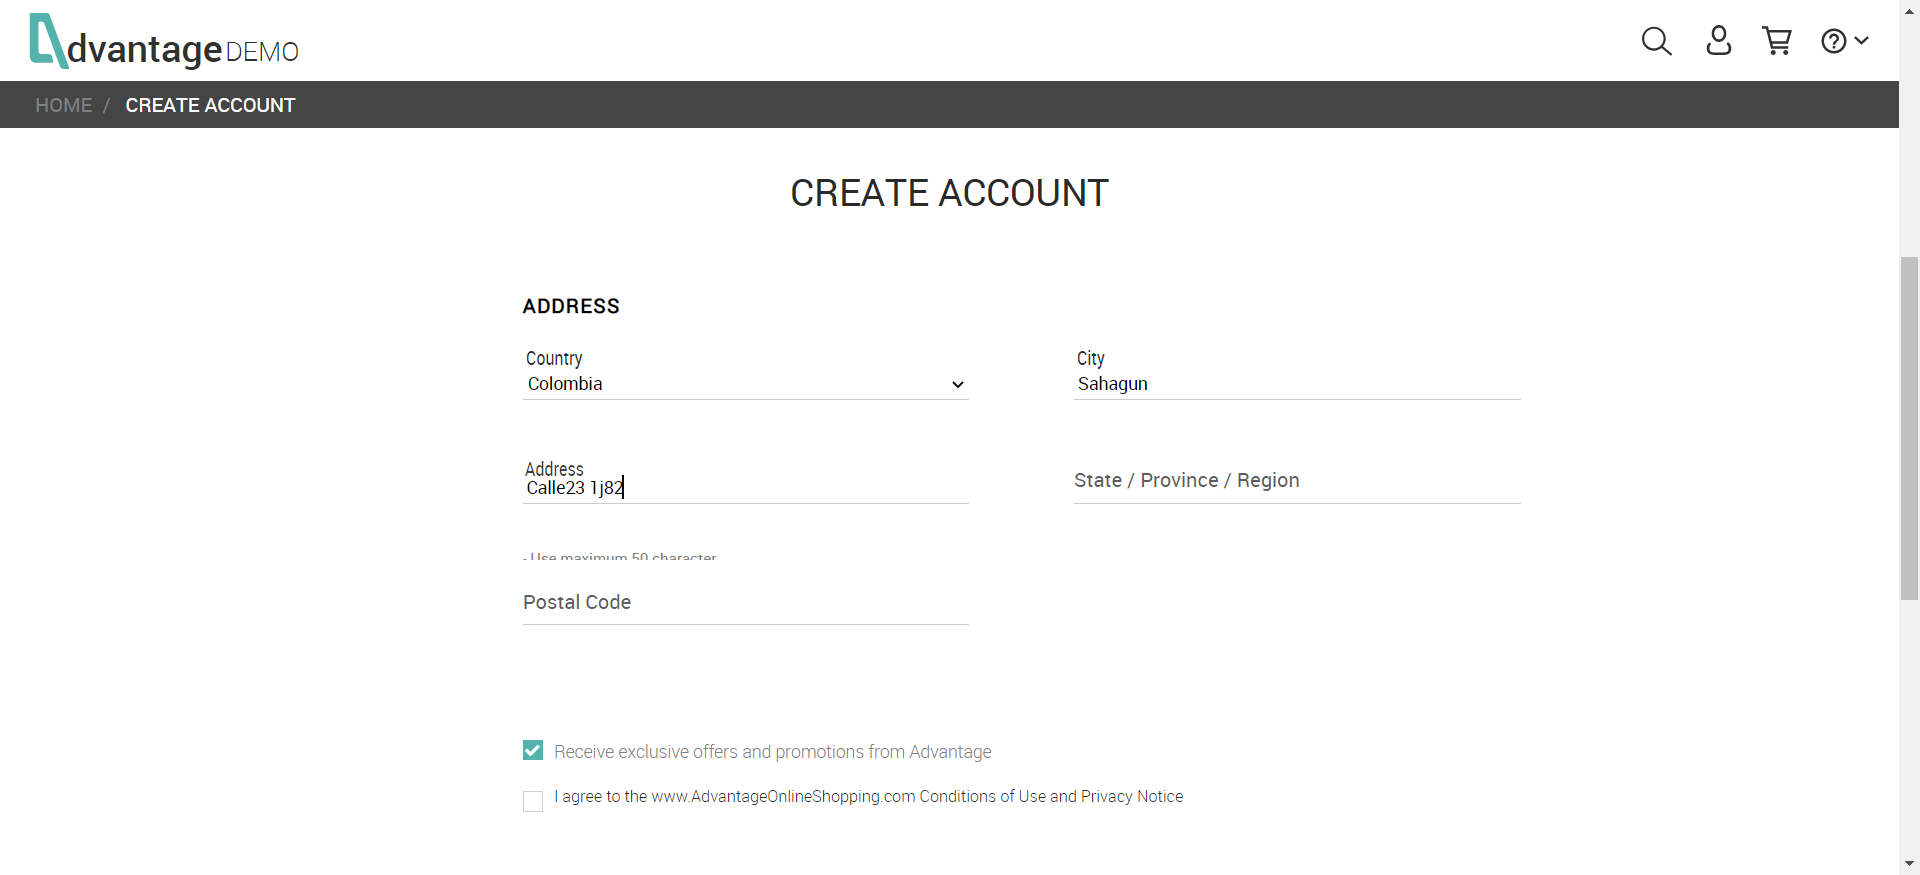 dvantage DEMO
HOME / CREATE ACCOUNT
CREATE ACCOUNT
ADDRESS
Country
Colombia
City
Sahagun
Address
Calle23 1j82
State / Province / Region
- Use maximum 50 character
Postal Code
Receive exclusive offers and promotions from Advantage
I agree to the www.AdvantageOnlineShopping.com Conditions of Use and Privacy Notice